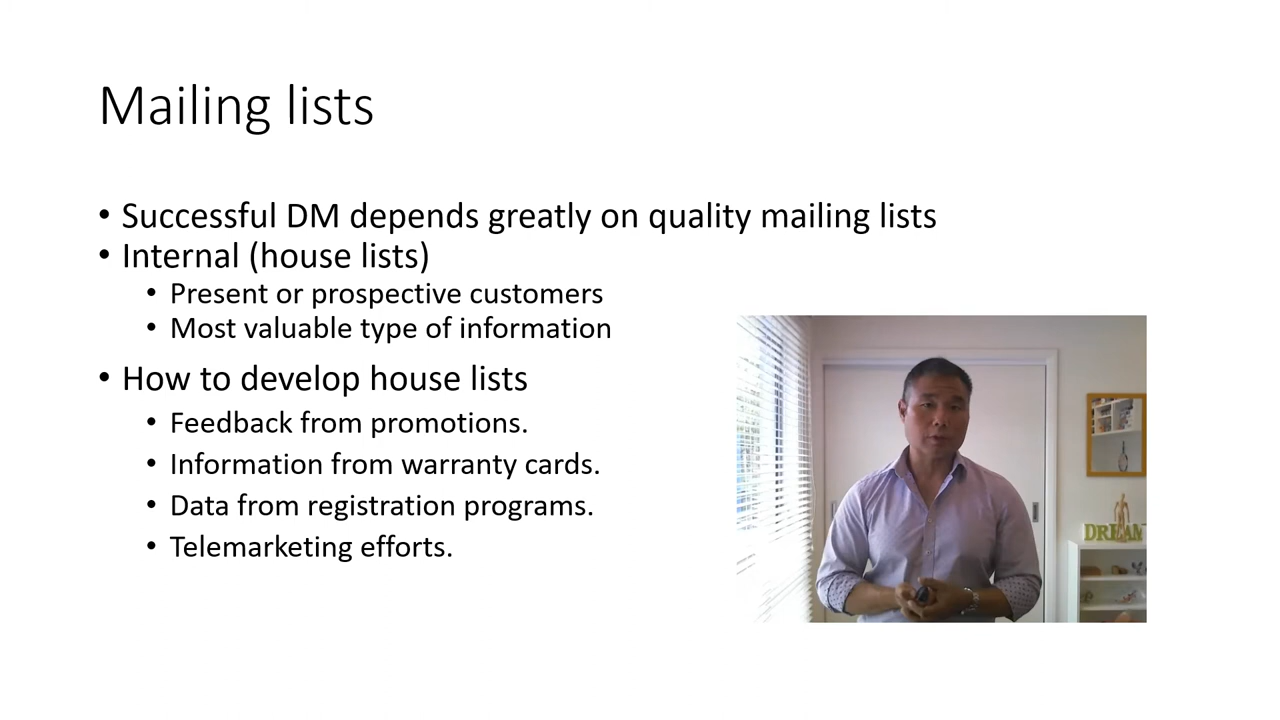 Mailing lists
• Successful DM depends greatly on quality mailing lists
• Internal (house lists)
• Present or prospective customers
• Most valuable type of information
• How to develop house lists
• Feedback from promotions.
• Information from warranty cards.
• Data from registration programs.
• Telemarketing efforts.
DREAM